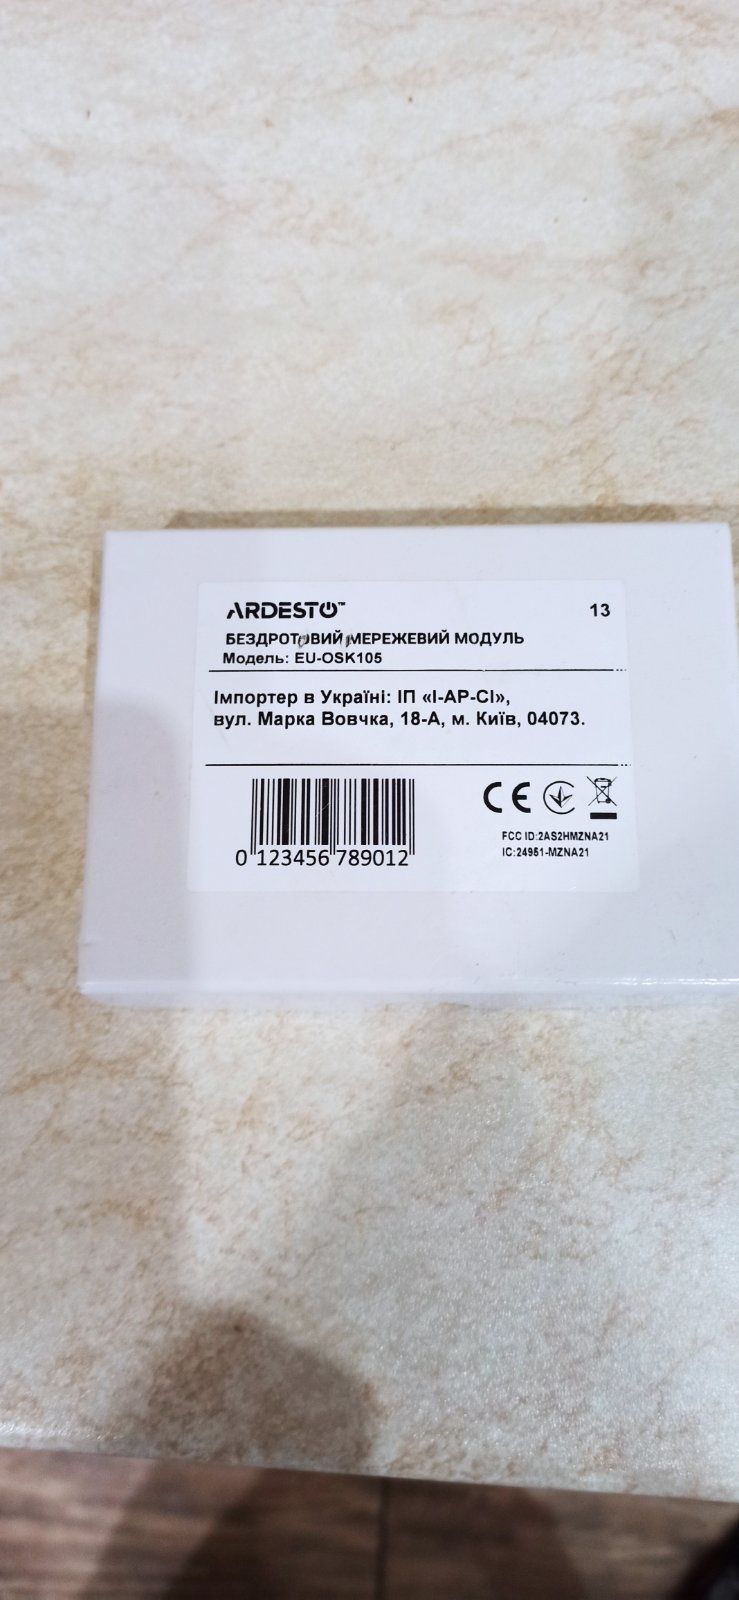 ARDESTO™ 13
БЕЗДРОТОВИЙ МЕРЕЖЕВИЙ МОДУЛЬ
Модель: EU-OSK105
Імпортер в Україні: ІП «І-АР-СІ»,
вул. Марка Вовчка, 18-А, м. Київ, 04073.
CE
FCC ID:2AS2HMZNA21
IC:24951-MZNA21
0 123456 789012